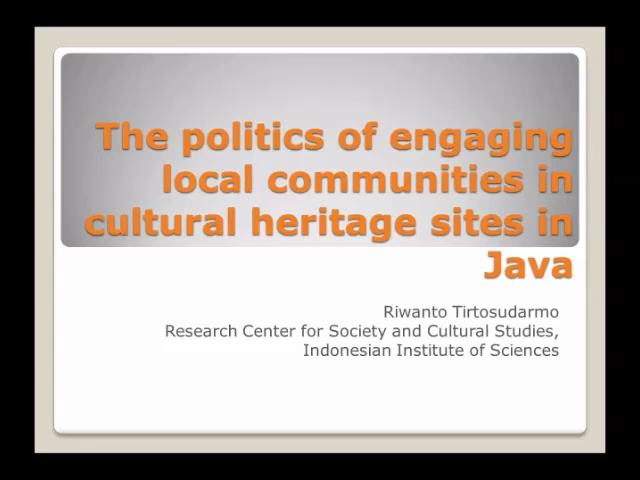 The politics of engaging
local communities in
cultural heritage sites in
Java
Riwanto Tirtosudarmo
Research Center for Society and Cultural Studies,
Indonesian Institute of Sciences